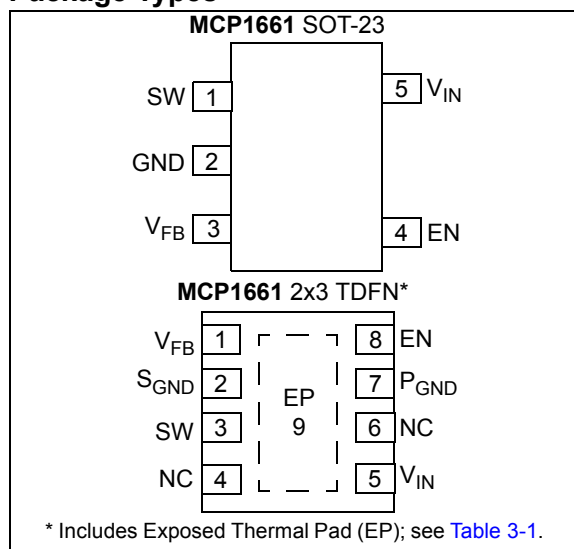 MCP1661 SOT-23
SW 1
5 VIN
GND 2
VFB 3
4 EN
MCP1661 2x3 TDFN*
VFB 1
8 EN
SGND 2
7 PGND
EP
9
SW 3
6 NC
NC 4
5 VIN
* Includes Exposed Thermal Pad (EP); see Table 3-1.